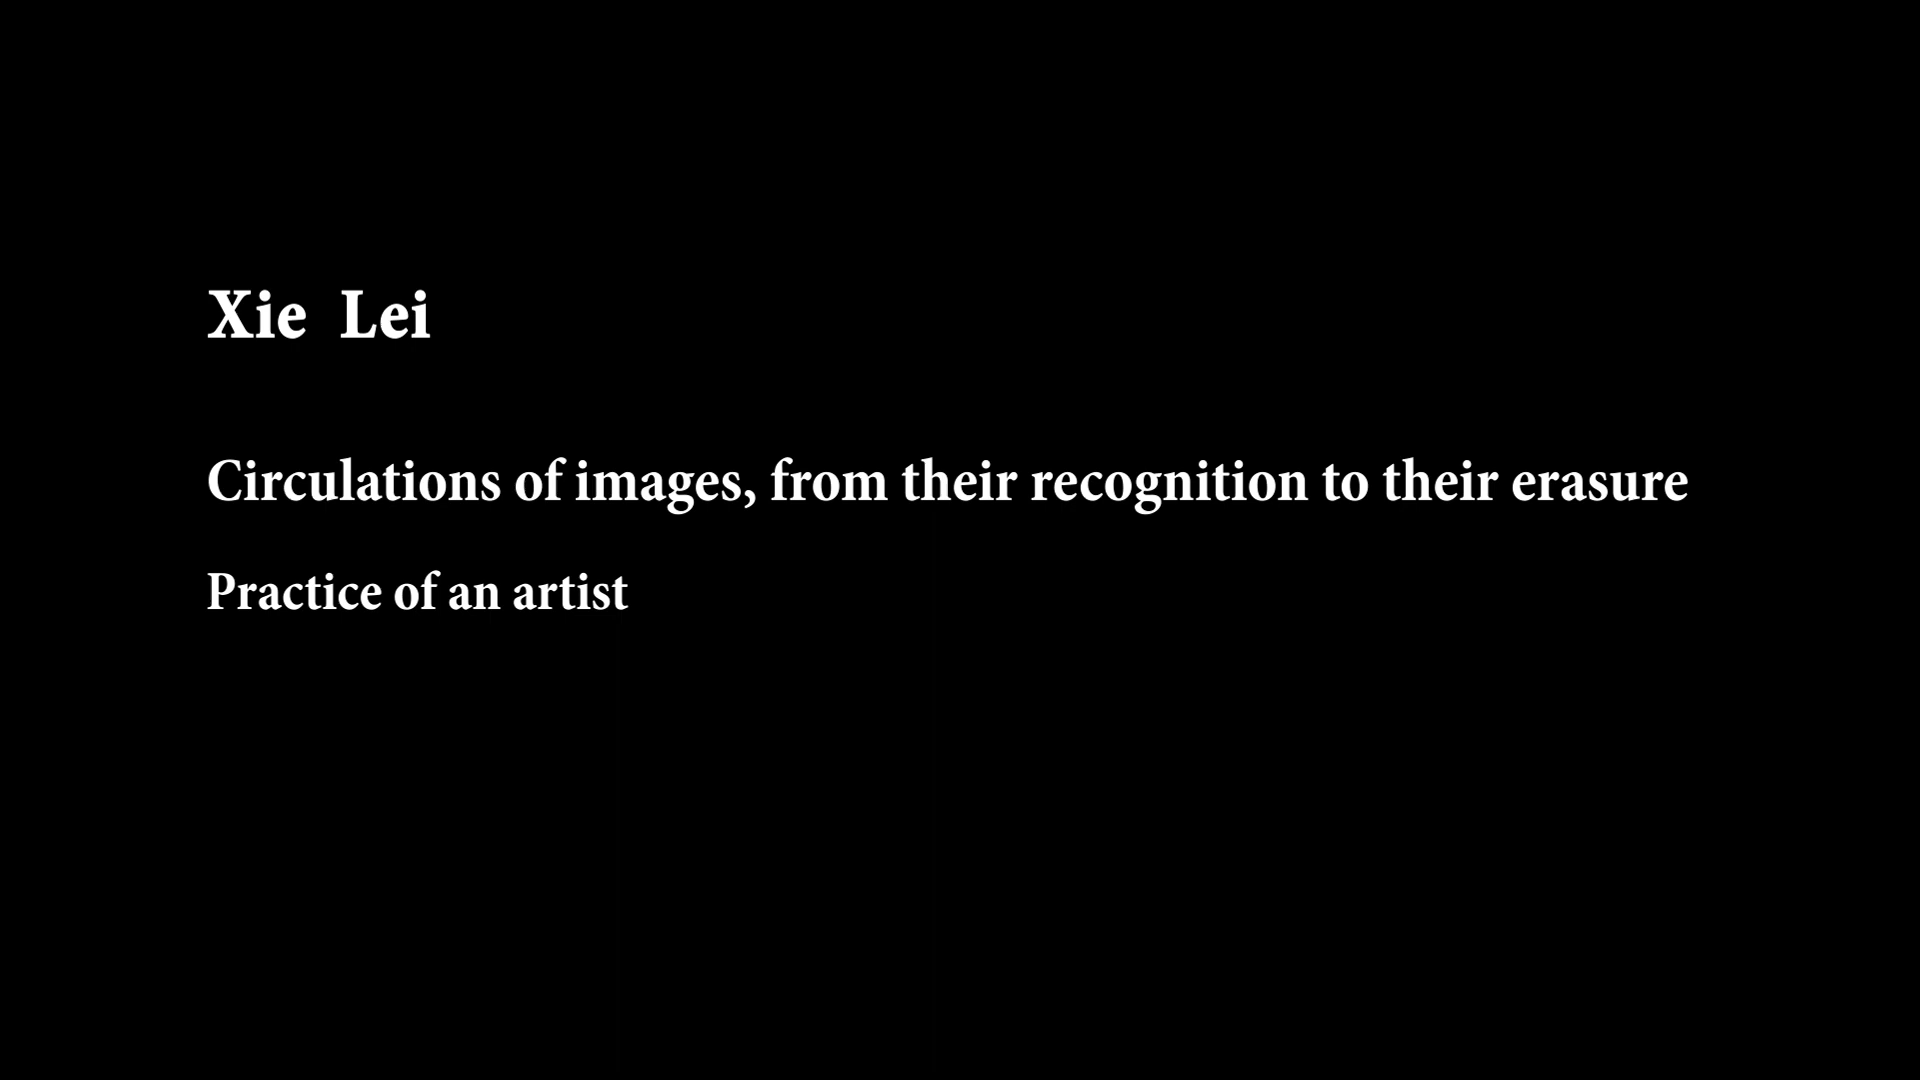 Xie Lei
Circulations of images, from their recognition to their erasure
Practice of an artist